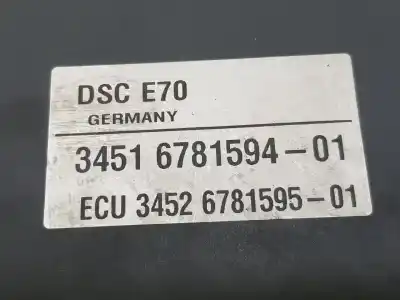 DSC E70
GERMANY
3451 6781594-01
ECU 3452 6781595-01